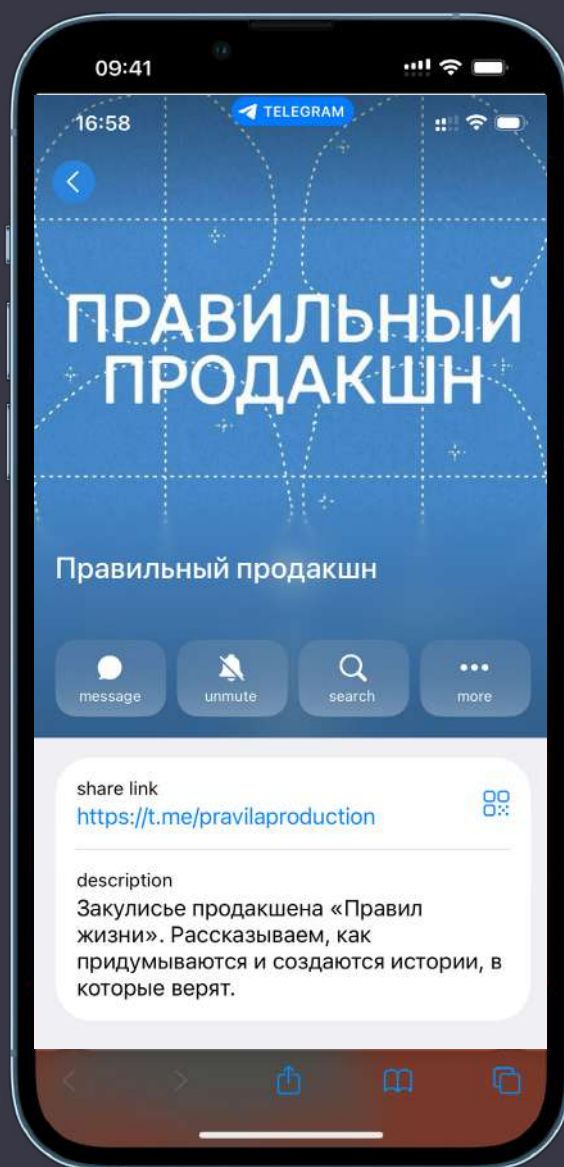 09:41
16:58
TELEGRAM
ПРАВИЛЬНЫЙ
ПРОДАКШН
Правильный продакшн
message
unmute
search
more
share link
https://t.me/pravilaproduction
description
Закулисье продакшена «Правил
жизни». Рассказываем, как
придумываются и создаются истории, в
которые верят.